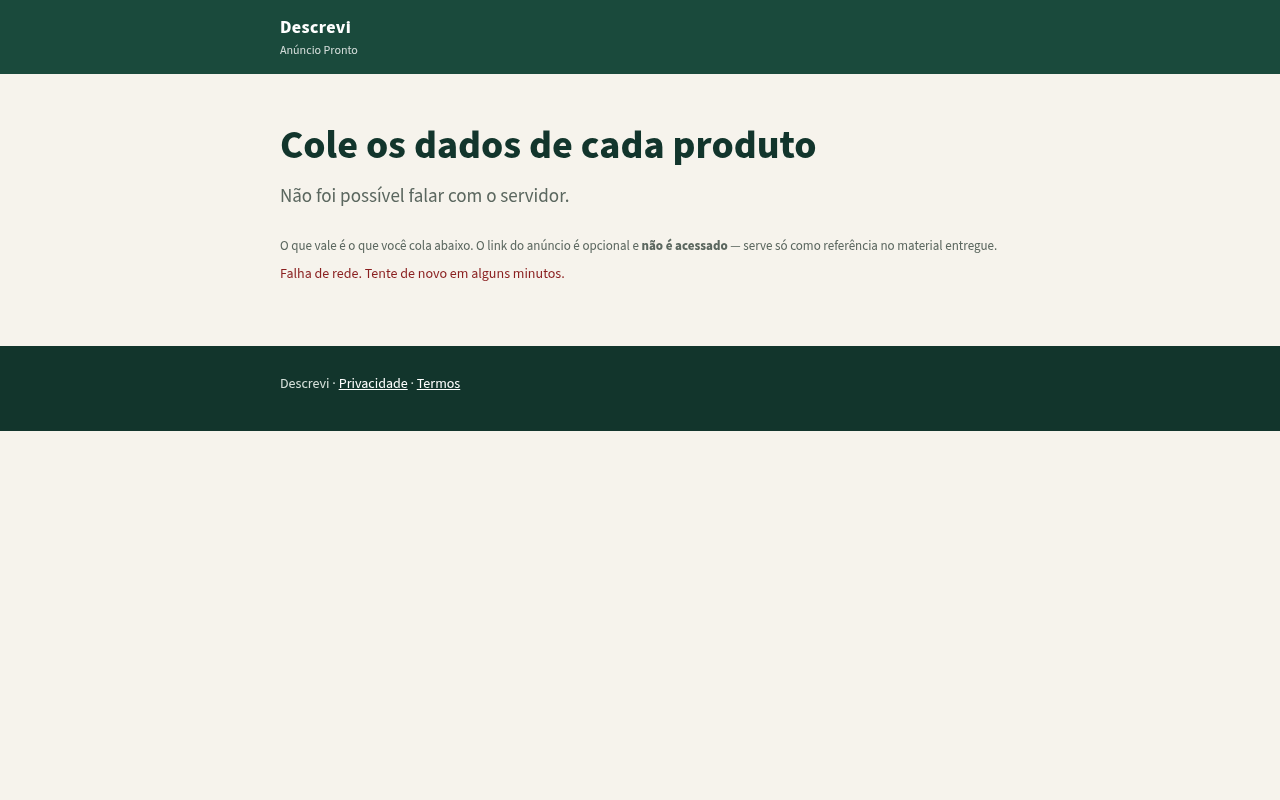 Descrevi
Anúncio Pronto
Cole os dados de cada produto
Não foi possível falar com o servidor.
O que vale é o que você cola abaixo. O link do anúncio é opcional e não é acessado — serve só como referência no material entregue.
Falha de rede. Tente de novo em alguns minutos.
Descrevi · Privacidade · Termos